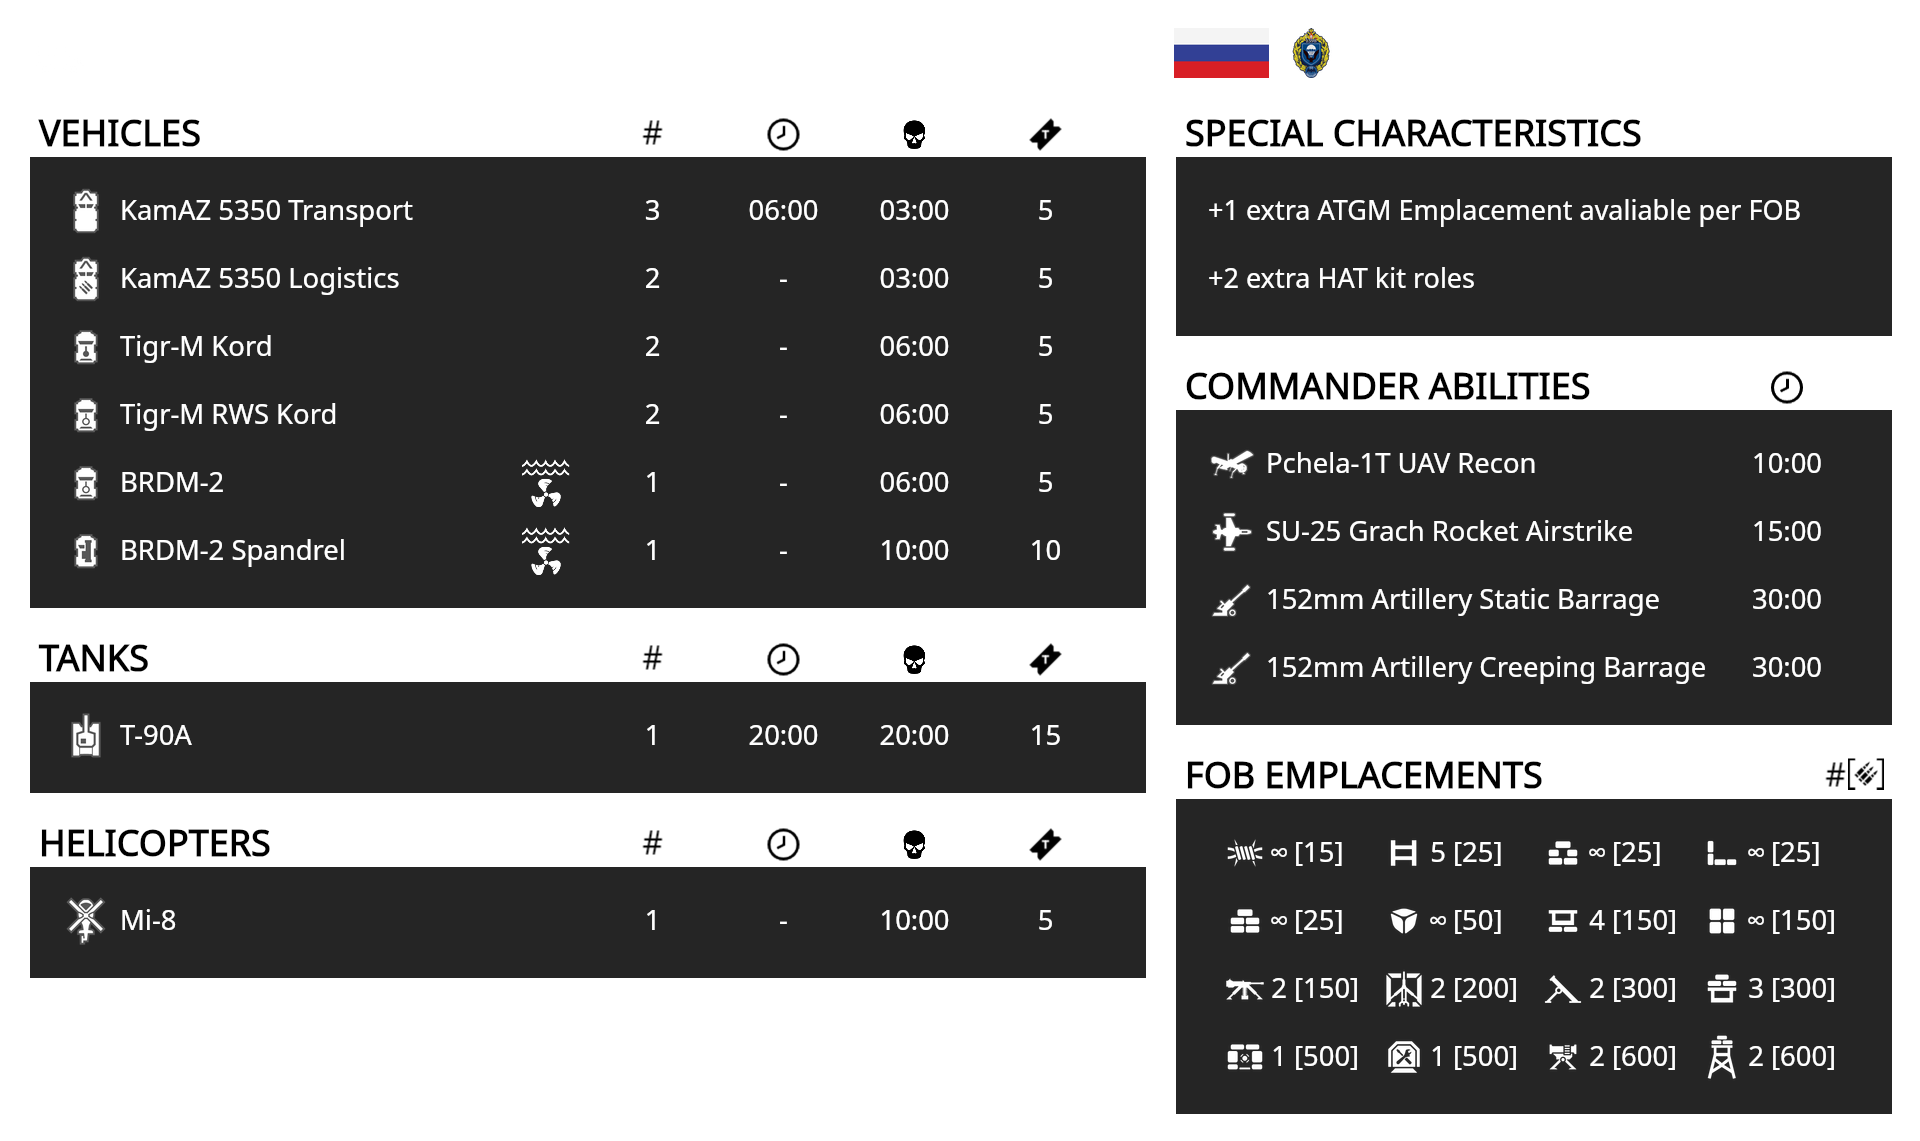 VEHICLES #
KamAZ 5350 Transport 3 06:00 03:00 5
KamAZ 5350 Logistics 2 - 03:00 5
Tigr-M Kord 2 - 06:00 5
Tigr-M RWS Kord 2 - 06:00 5
BRDM-2 1 - 06:00 5
BRDM-2 Spandrel 1 - 10:00 10
TANKS # T
T-90A 1 20:00 20:00 15
HELICOPTERS # T
Mi-8 1 - 10:00 5
SPECIAL CHARACTERISTICS
+1 extra ATGM Emplacement avaliable per FOB
+2 extra HAT kit roles
COMMANDER ABILITIES
Pchela-1T UAV Recon 10:00
SU-25 Grach Rocket Airstrike 15:00
152mm Artillery Static Barrage 30:00
152mm Artillery Creeping Barrage 30:00
FOB EMPLACEMENTS #[ ]
∞ [15] 5 [25] ∞ [25] ∞ [25]
∞ [25] ∞ [50] 4 [150] ∞ [150]
2 [150] 2 [200] 2 [300] 3 [300]
1 [500] 1 [500] 2 [600] 2 [600]